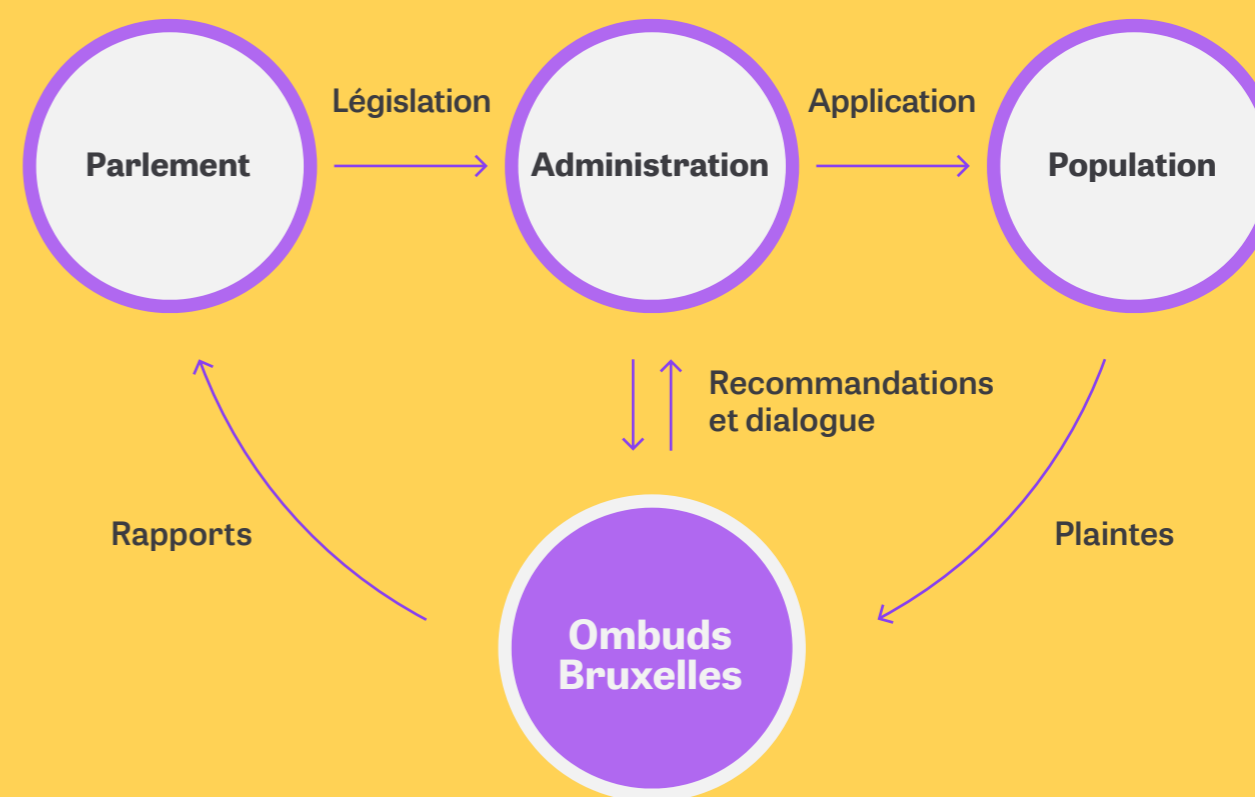 Législation
Application
Parlement
Administration
Population
Recommandations
et dialogue
Rapports
Plaintes
Ombuds
Bruxelles